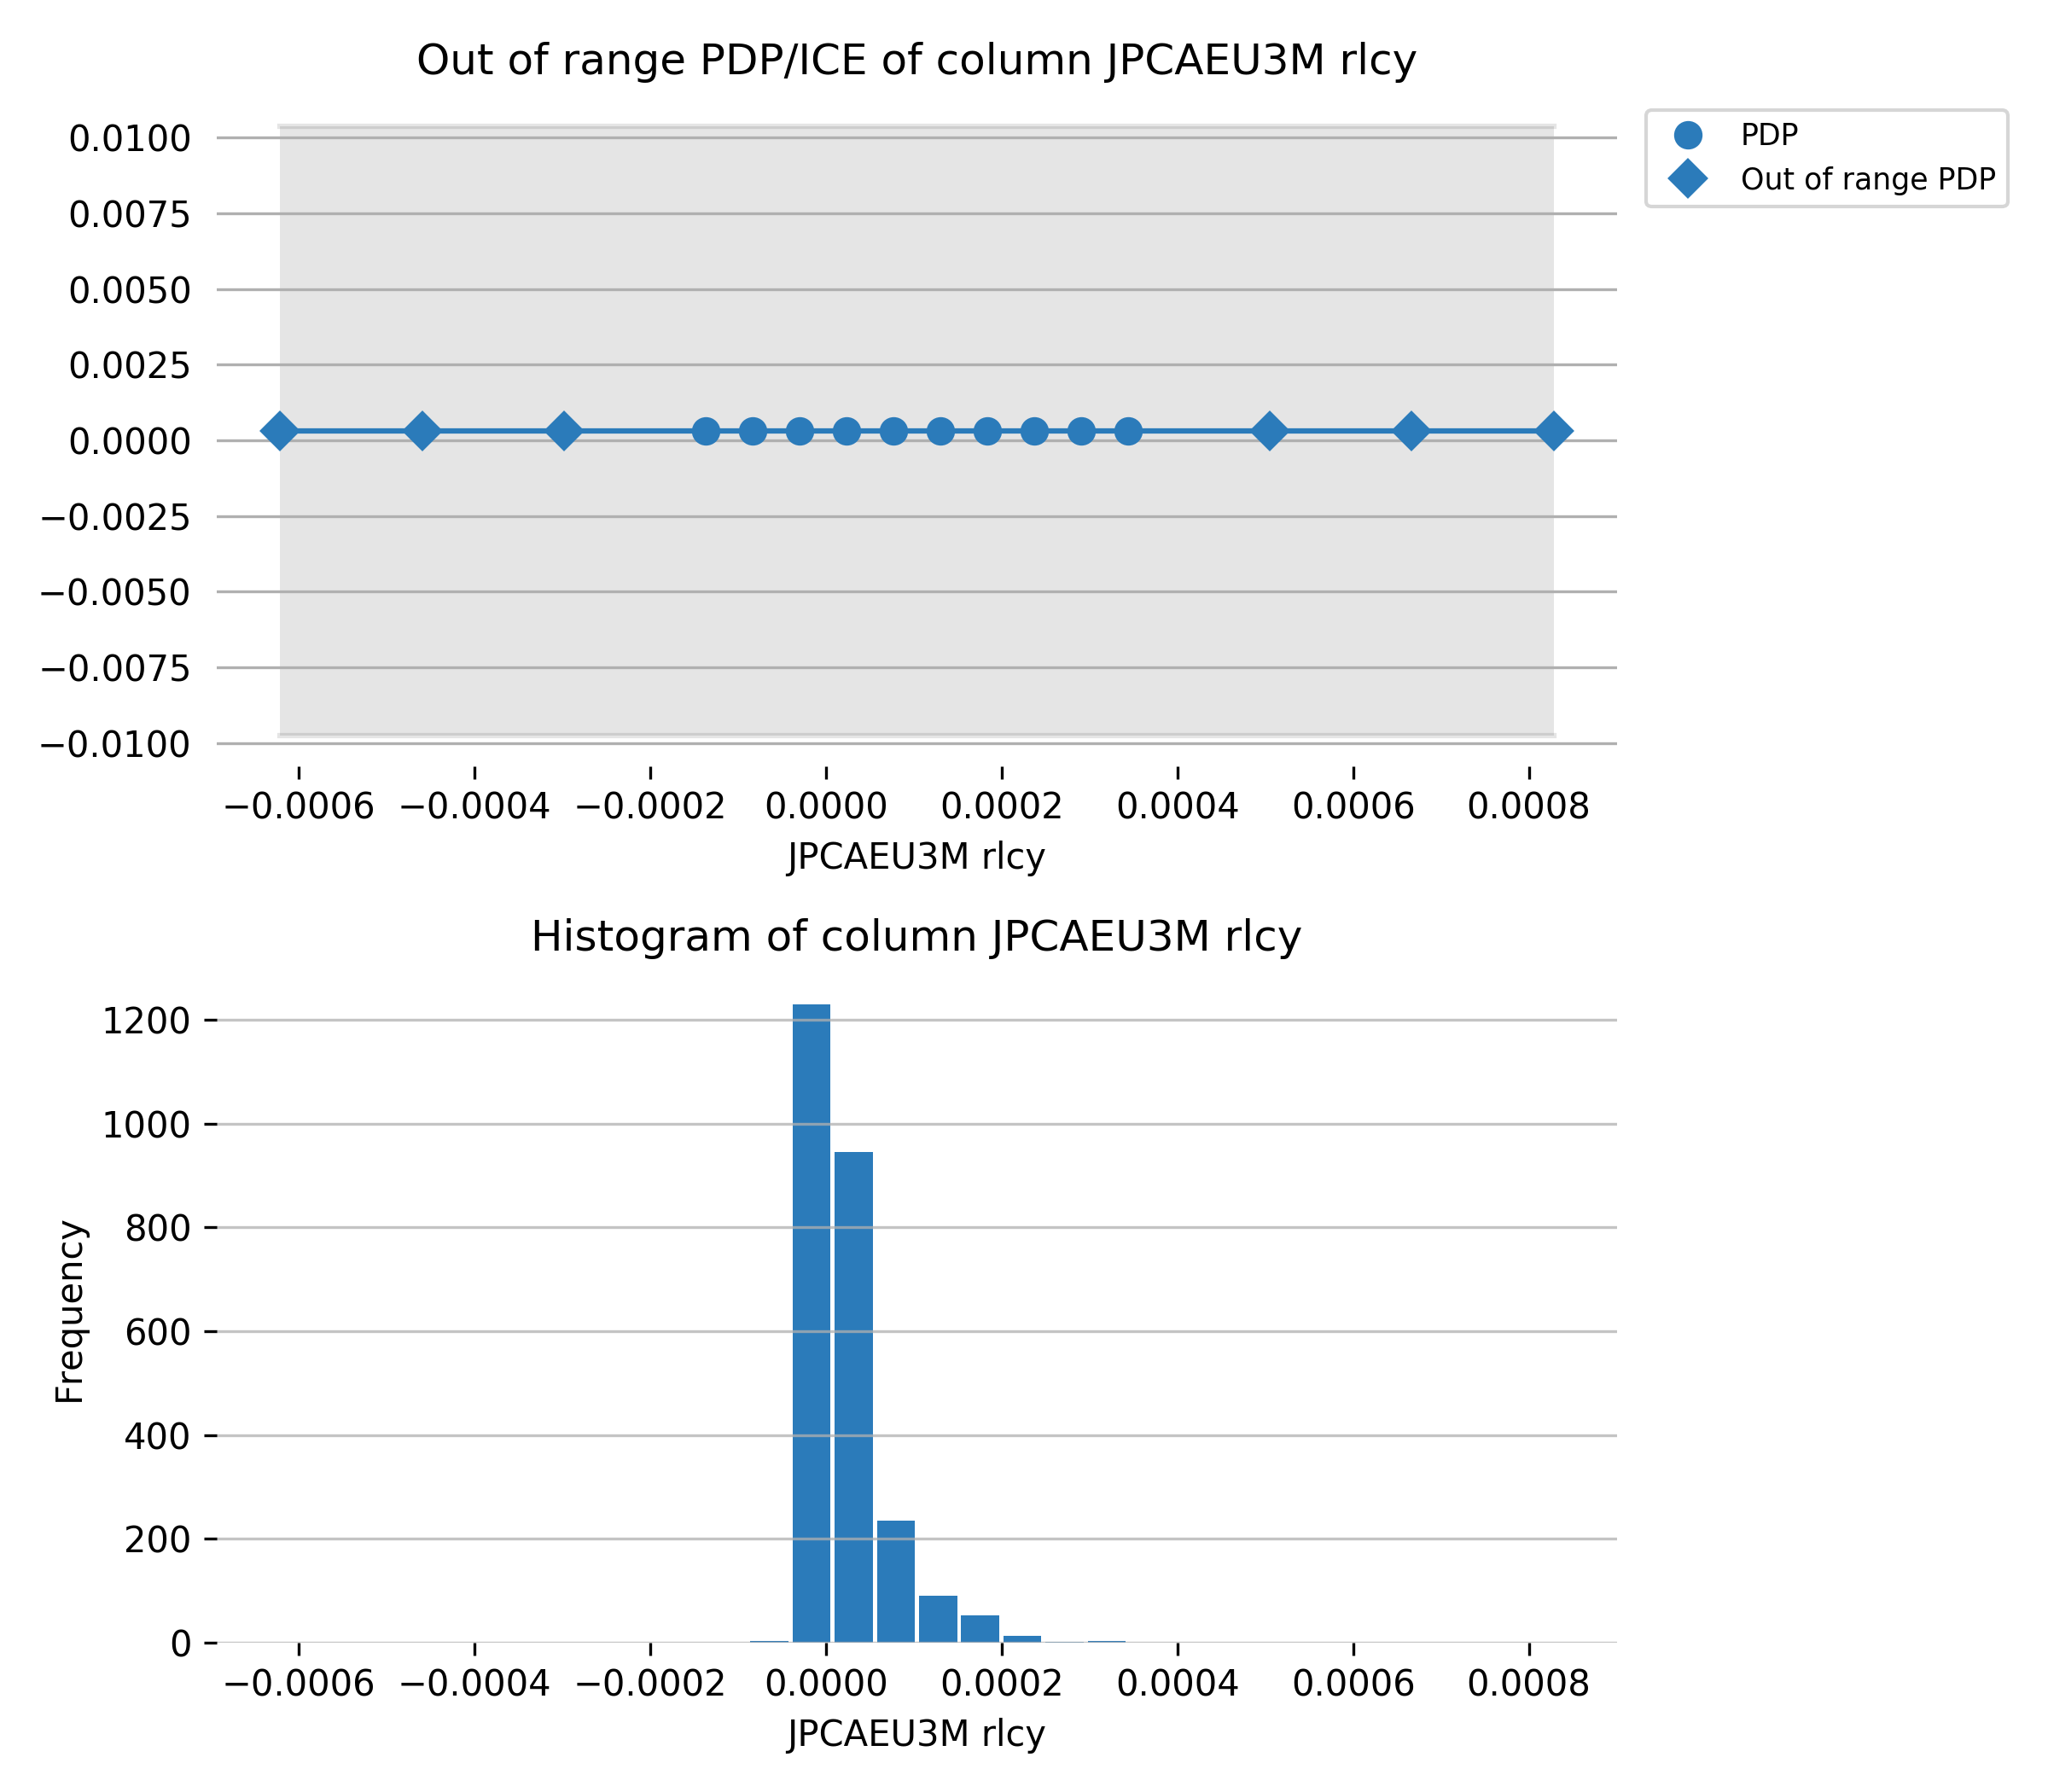 Out of range PDP/ICE of column JPCAEU3M rlcy
PDP
Out of range PDP
0.0100
0.0075
0.0050
0.0025
0.0000
−0.0025
−0.0050
−0.0075
−0.0100
−0.0006 −0.0004 −0.0002 0.0000 0.0002 0.0004 0.0006 0.0008
JPCAEU3M rlcy
Histogram of column JPCAEU3M rlcy
Frequency
1200
1000
800
600
400
200
0
−0.0006 −0.0004 −0.0002 0.0000 0.0002 0.0004 0.0006 0.0008
JPCAEU3M rlcy